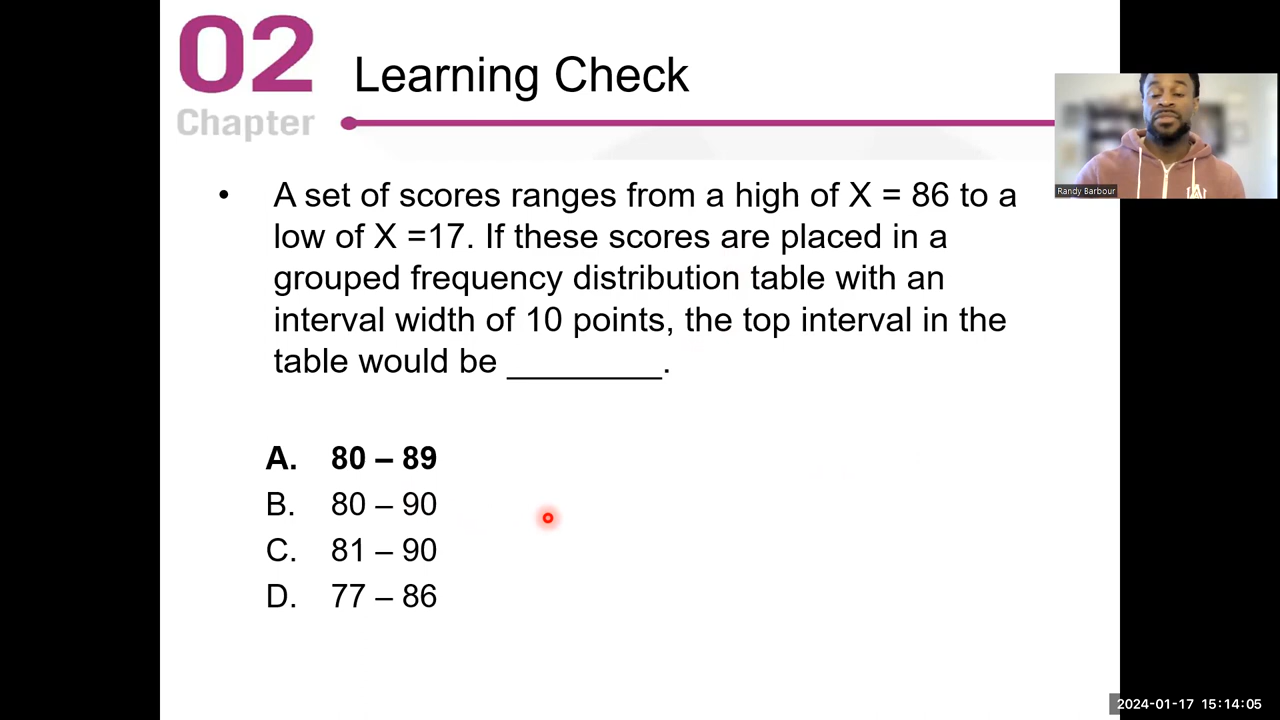 02
Chapter
Learning Check
Randy Barbour
• A set of scores ranges from a high of X = 86 to a
low of X =17. If these scores are placed in a
grouped frequency distribution table with an
interval width of 10 points, the top interval in the
table would be _________.
A. 80 – 89
B. 80 – 90
C. 81 – 90
D. 77 – 86
2024-01-17 15:14:05